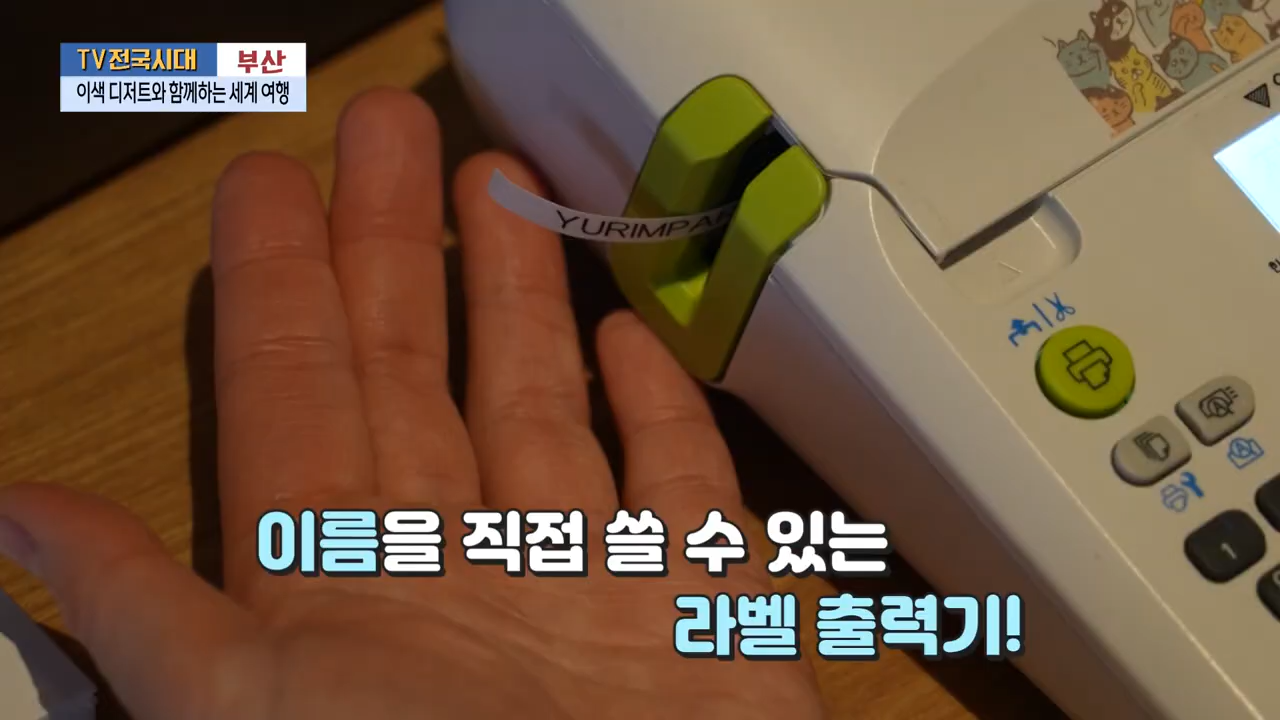 TV전국시대 부산
이색 디저트와 함께하는 세계 여행
YURIMPA
1
이름을 직접 쓸 수 있는
라벨 출력기!